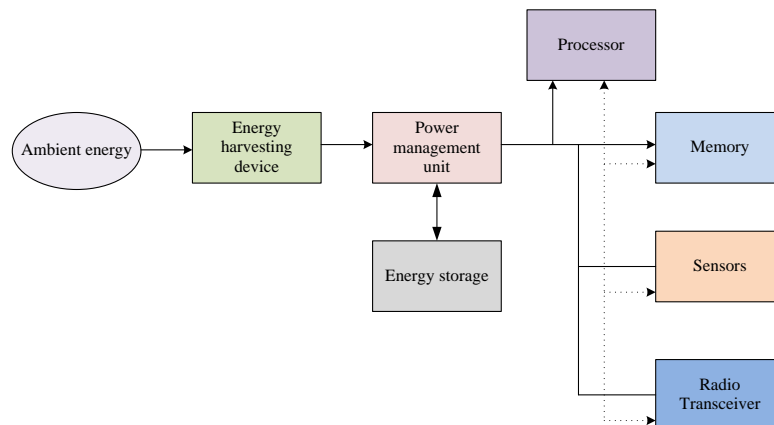 Processor
Ambient energy
Energy
harvesting
device
Power
management
unit
Memory
Energy storage
Sensors
Radio
Transceiver